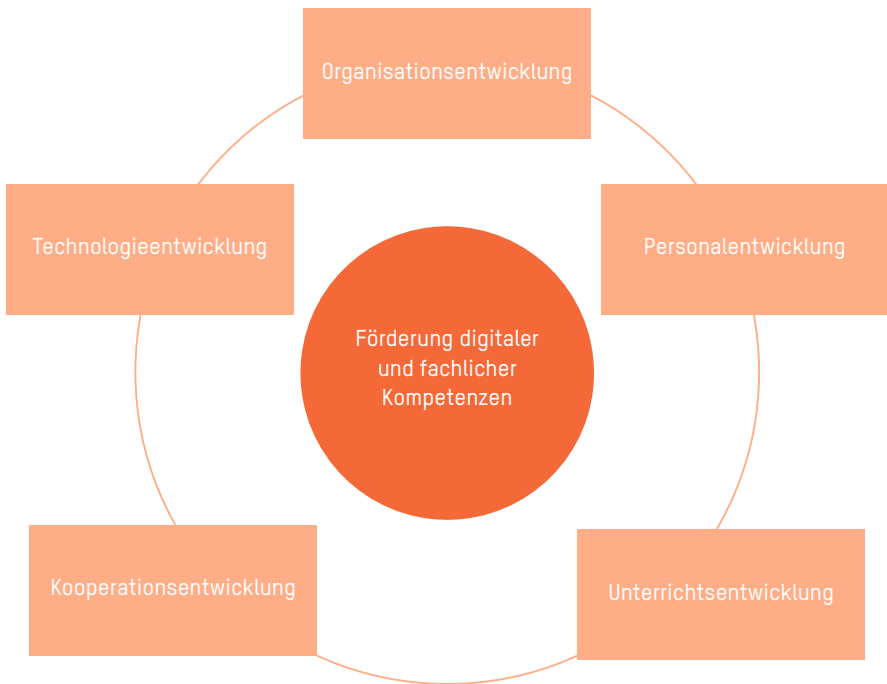 Organisationsentwicklung
Technologieentwicklung
Personalentwicklung
Förderung digitaler
und fachlicher
Kompetenzen
Kooperationsentwicklung
Unterrichtsentwicklung